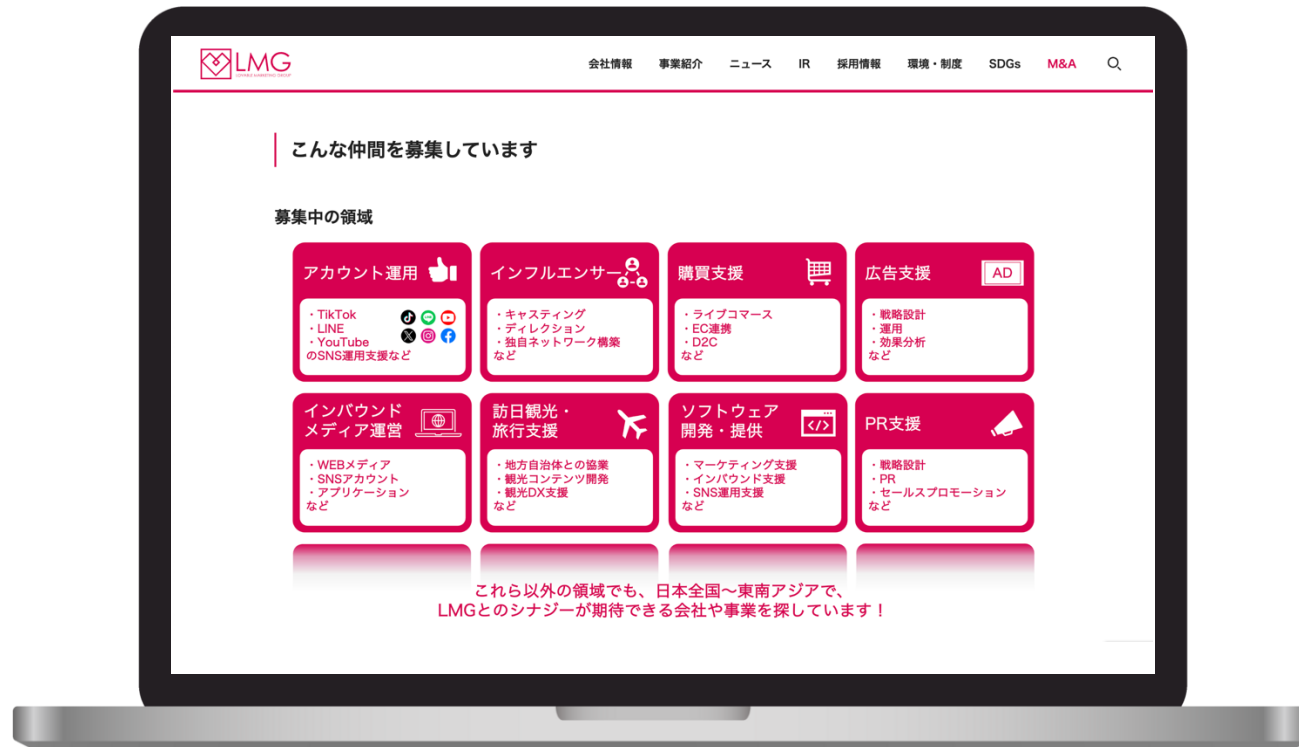 LMG
会社情報 事業紹介 ニュース IR 採用情報 環境・制度 SDGs M&A
こんな仲間を募集しています
募集中の領域
アカウント運用
・TikTok
・LINE
・YouTube
のSNS運用支援など
インフルエンサー
・キャスティング
・ディレクション
・独自ネットワーク構築
など
購買支援
・ライブコマース
・EC連携
・D2C
など
広告支援
AD
・戦略設計
・運用
・効果分析
など
インバウンド
メディア運営
・WEBメディア
・SNSアカウント
・アプリケーション
など
訪日観光・
旅行支援
・地方自治体との協業
・観光コンテンツ開発
・観光DX支援
など
ソフトウェア
開発・提供
・マーケティング支援
・インバウンド支援
・SNS運用支援
など
PR支援
・戦略設計
・PR
・セールスプロモーション
など
これら以外の領域でも、日本全国〜東南アジアで、
LMGとのシナジーが期待できる会社や事業を探しています！